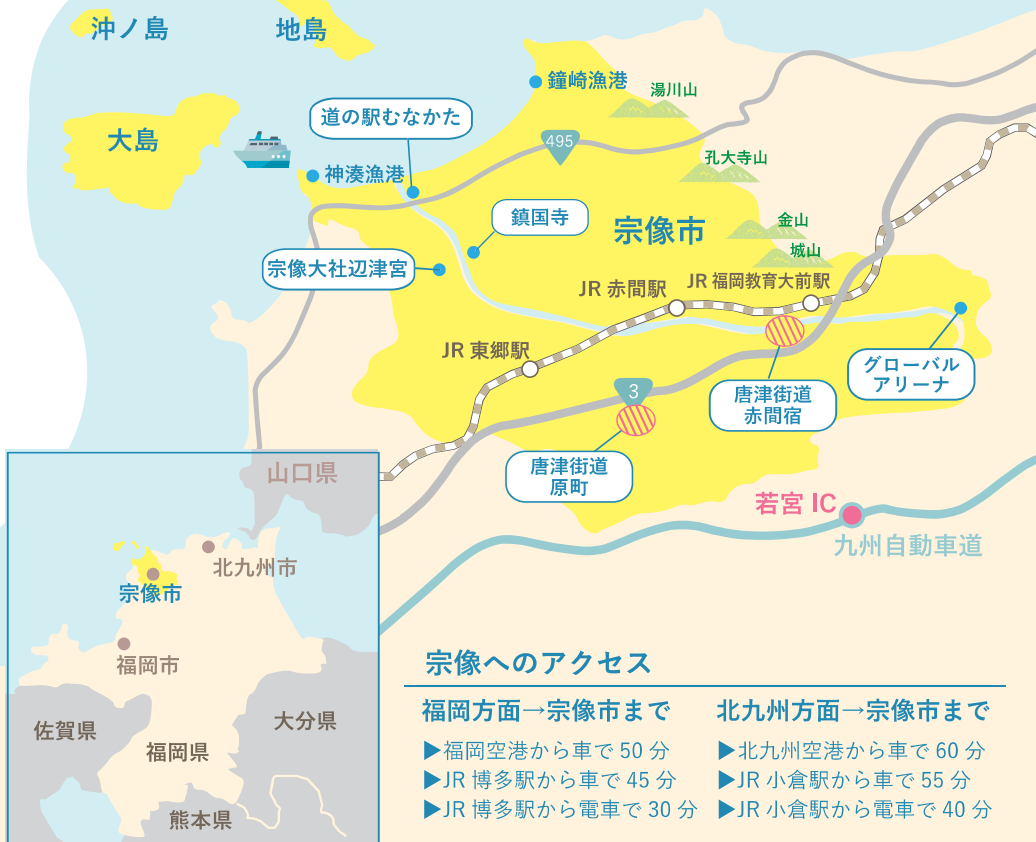 沖ノ島
地島
大島
鐘崎漁港
湯川山
道の駅むなかた
495
神湊漁港
孔大寺山
鎮国寺
宗像市
金山
城山
宗像大社辺津宮
JR 赤間駅
JR 福岡教育大前駅
JR 東郷駅
グローバル
アリーナ
3
唐津街道
赤間宿
唐津街道
原町
若宮 IC
九州自動車道
山口県
北九州市
宗像市
福岡市
佐賀県
福岡県
大分県
熊本県
宗像へのアクセス
福岡方面→宗像市まで
▶福岡空港から車で 50 分
▶JR 博多駅から車で 45 分
▶JR 博多駅から電車で 30 分
北九州方面→宗像市まで
▶北九州空港から車で 60 分
▶JR 小倉駅から車で 55 分
▶JR 小倉駅から電車で 40 分